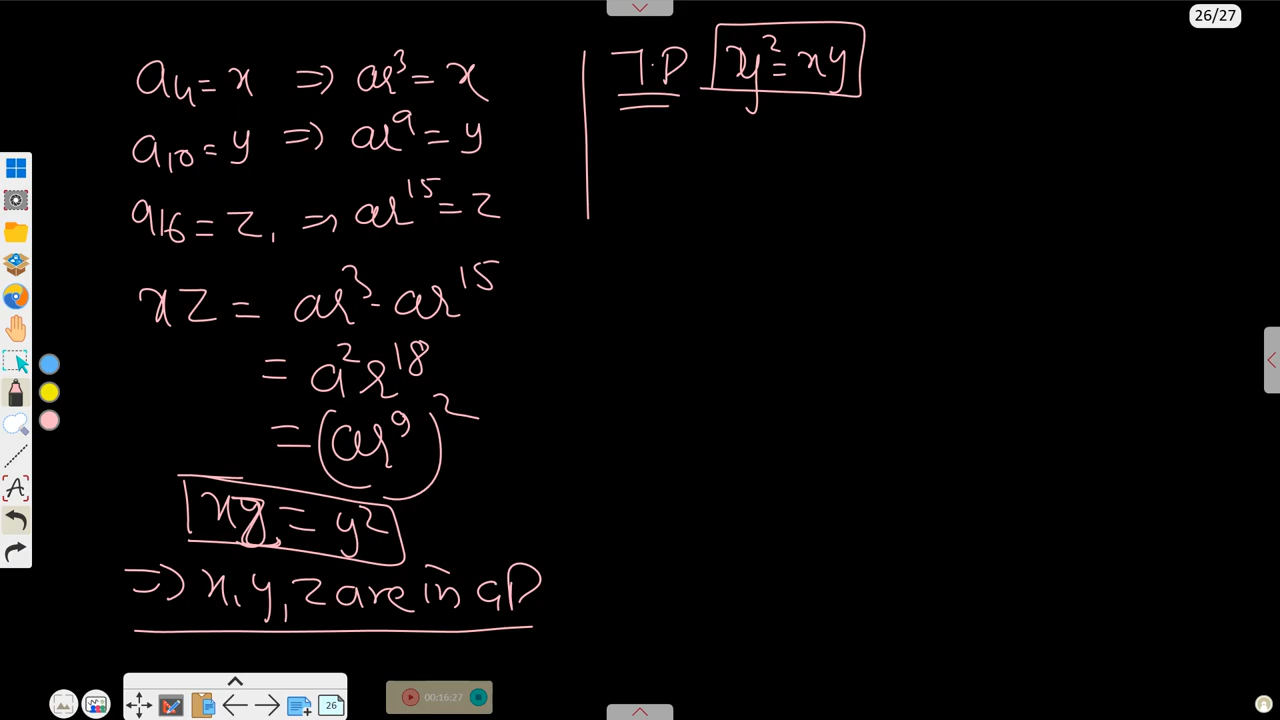 a₄ = x ⇒ ar³ = x
a₁₀ = y ⇒ ar⁹ = y
a₁₆ = z, ⇒ ar¹⁵ = z
xz = ar³ · ar¹⁵
= a²r¹⁸
= (ar⁹)²
xz = y²
⇒ x, y, z are in GP
T.P y² = xy
26/27
26
00:16:27